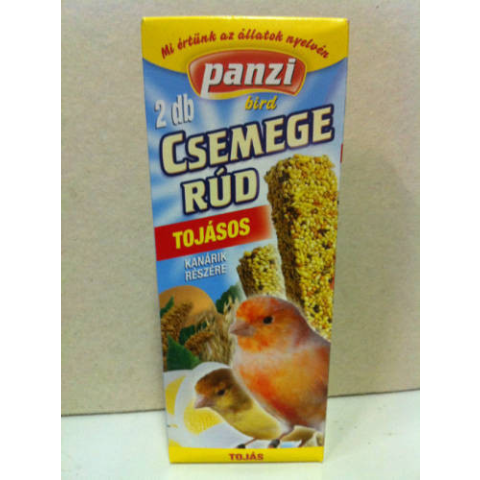 Mi értünk az állatok nyelvén
panzi
bird
2 db
CSEMEGE
RÚD
TOJÁSOS
KANÁRIK
RÉSZÉRE
TOJÁS